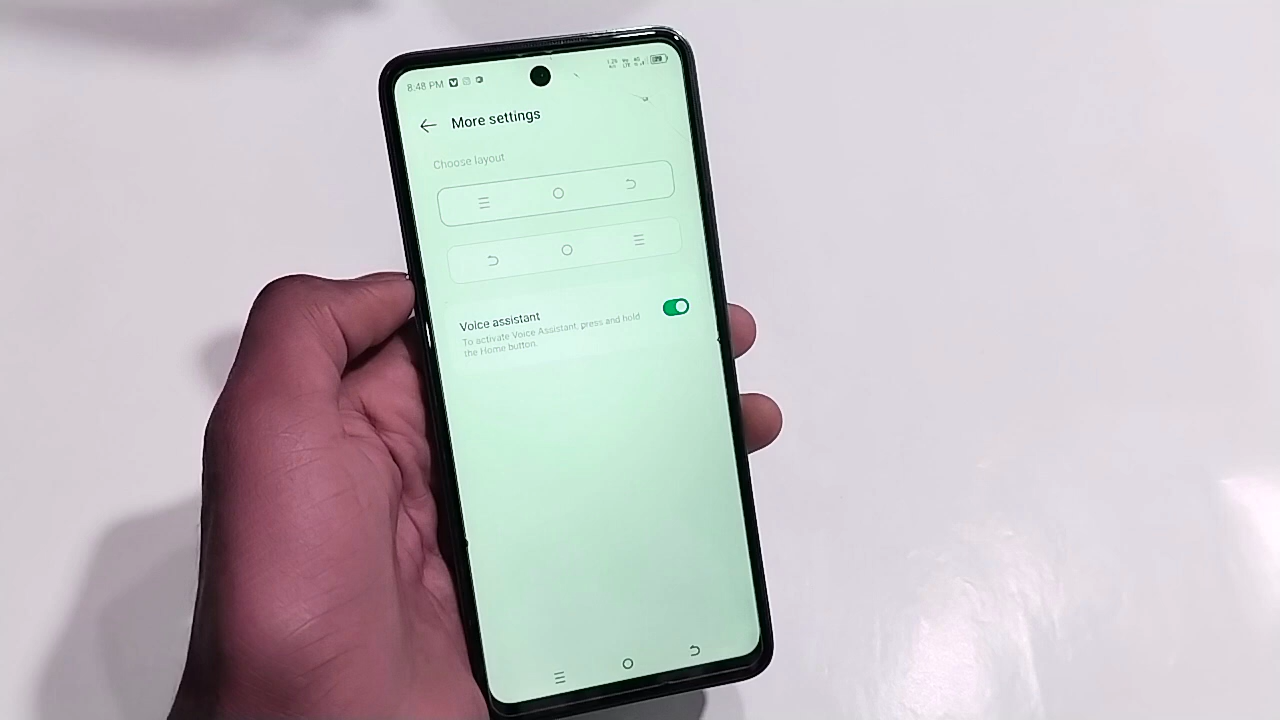 8:48 PM
More settings
Choose layout
Voice assistant
To activate Voice Assistant, press and hold
the Home button.